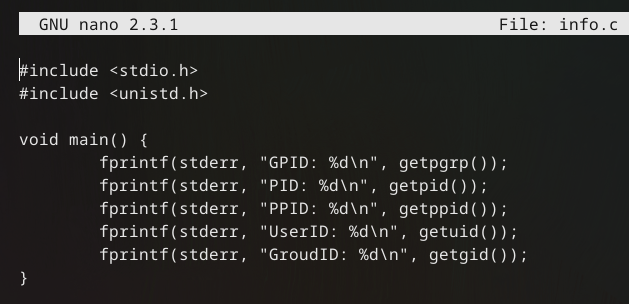 GNU nano 2.3.1 File: info.c
#include <stdio.h>
#include <unistd.h>
void main() {
fprintf(stderr, "GPID: %d\n", getpgrp());
fprintf(stderr, "PID: %d\n", getpid());
fprintf(stderr, "PPID: %d\n", getppid());
fprintf(stderr, "UserID: %d\n", getuid());
fprintf(stderr, "GroudID: %d\n", getgid());
}